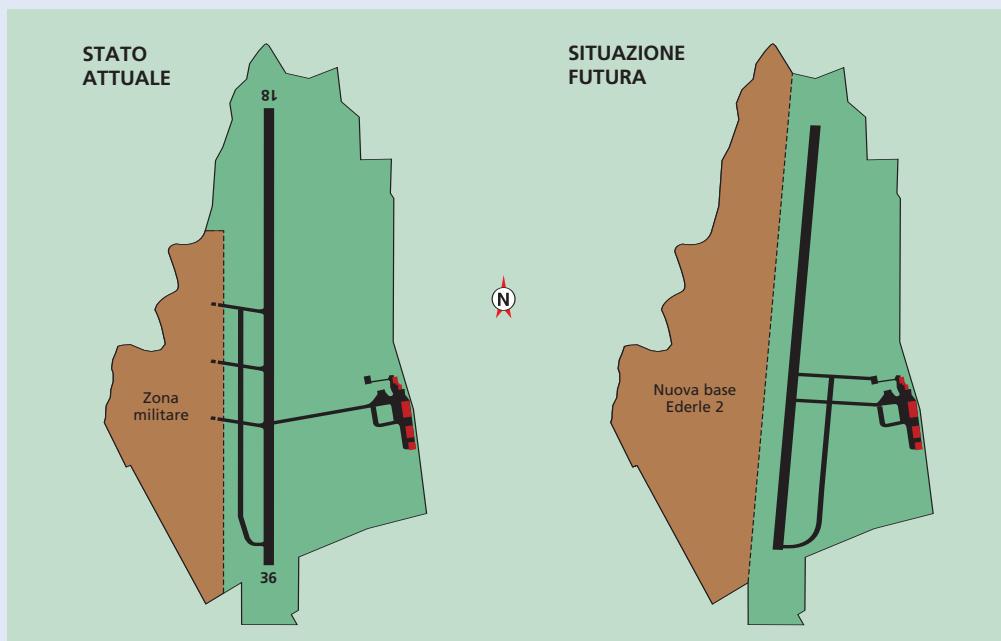 STATO
ATTUALE
18
Zona
militare
36
N
SITUAZIONE
FUTURA
Nuova base
Ederle 2